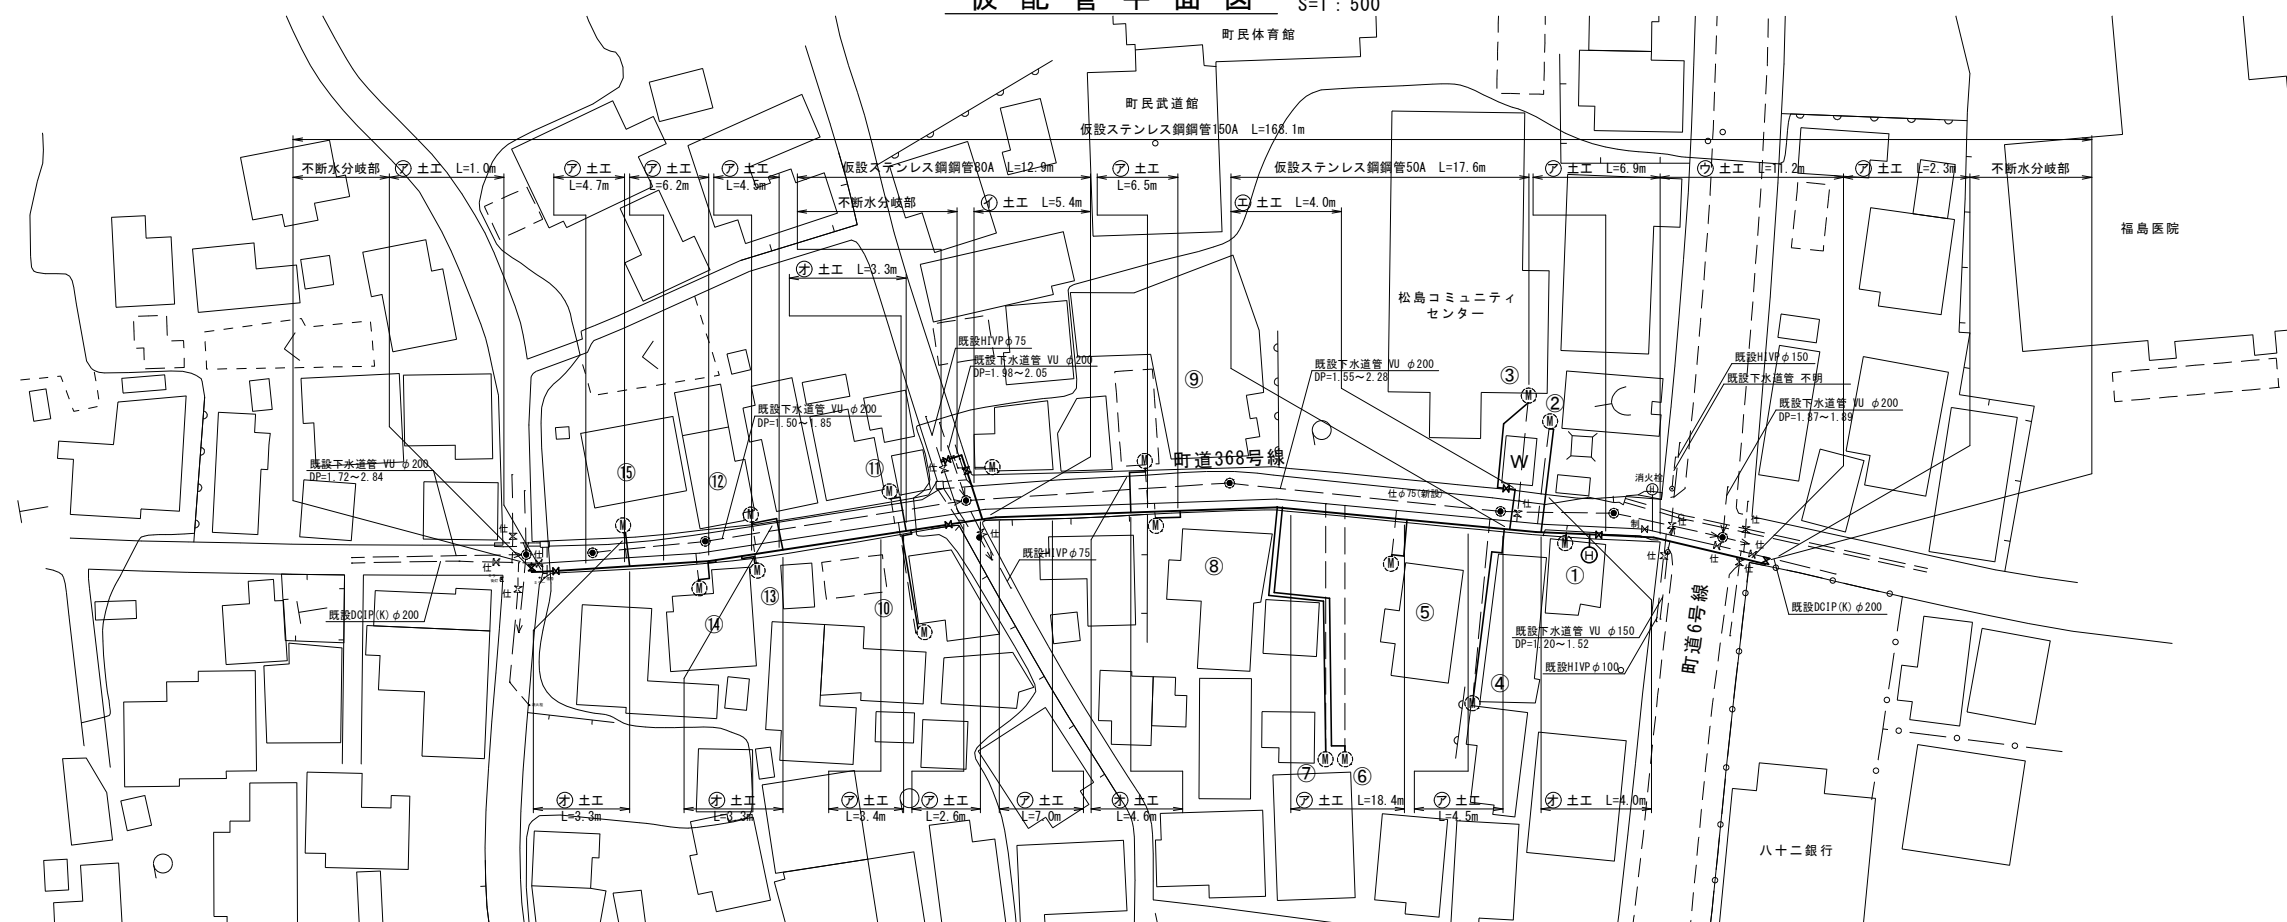 仮配管平面図 S=1：500
町民体育館
町民武道館
仮設ステンレス鋼鋼管150A L=168.1m
不断水分岐部
㋐ 土工 L=1.0m
㋐ 土工
L=4.7m
㋐ 土工
L=6.2m
㋐ 土工
L=4.5m
仮設ステンレス鋼鋼管80A L=12.9m
㋐ 土工
L=6.5m
仮設ステンレス鋼鋼管50A L=17.6m
㋐ 土工 L=6.9m
㋒ 土工 L=11.2m
㋐ 土工 L=2.3m
不断水分岐部
不断水分岐部
㋑ 土工 L=5.4m
㋓ 土工 L=4.0m
福島医院
㋔ 土工 L=3.3m
松島コミュニティ
センター
既設HIVPφ75
既設下水道管 VU φ200
DP=1.98～2.05
既設下水道管 VU φ200
DP=1.55～2.28
既設HIVPφ150
既設下水道管 不明
既設下水道管 VU φ200
DP=1.87～1.89
既設下水道管 VU φ200
DP=1.50～1.85
既設下水道管 VU φ200
DP=1.72～2.84
⑨
③
②
⑮
⑫
⑪
町道368号線
W
仕φ75(新設)
消火栓
H
制
仕
M
既設HIVPφ75
⑧
①
⑤
④
⑩
⑬
⑭
⑦
⑥
既設DCIP(K)φ200
既設DCIP(K)φ200
既設下水道管 VU φ150
DP=1.20～1.52
既設HIVPφ100
町道6号線
㋔ 土工
L=3.3m
㋔ 土工
L=3.3m
㋐ 土工
L=3.4m
㋐ 土工
L=2.6m
㋐ 土工
L=7.0m
㋔ 土工
L=4.6m
㋐ 土工 L=18.4m
㋐ 土工
L=4.5m
㋔ 土工 L=4.0m
八十二銀行